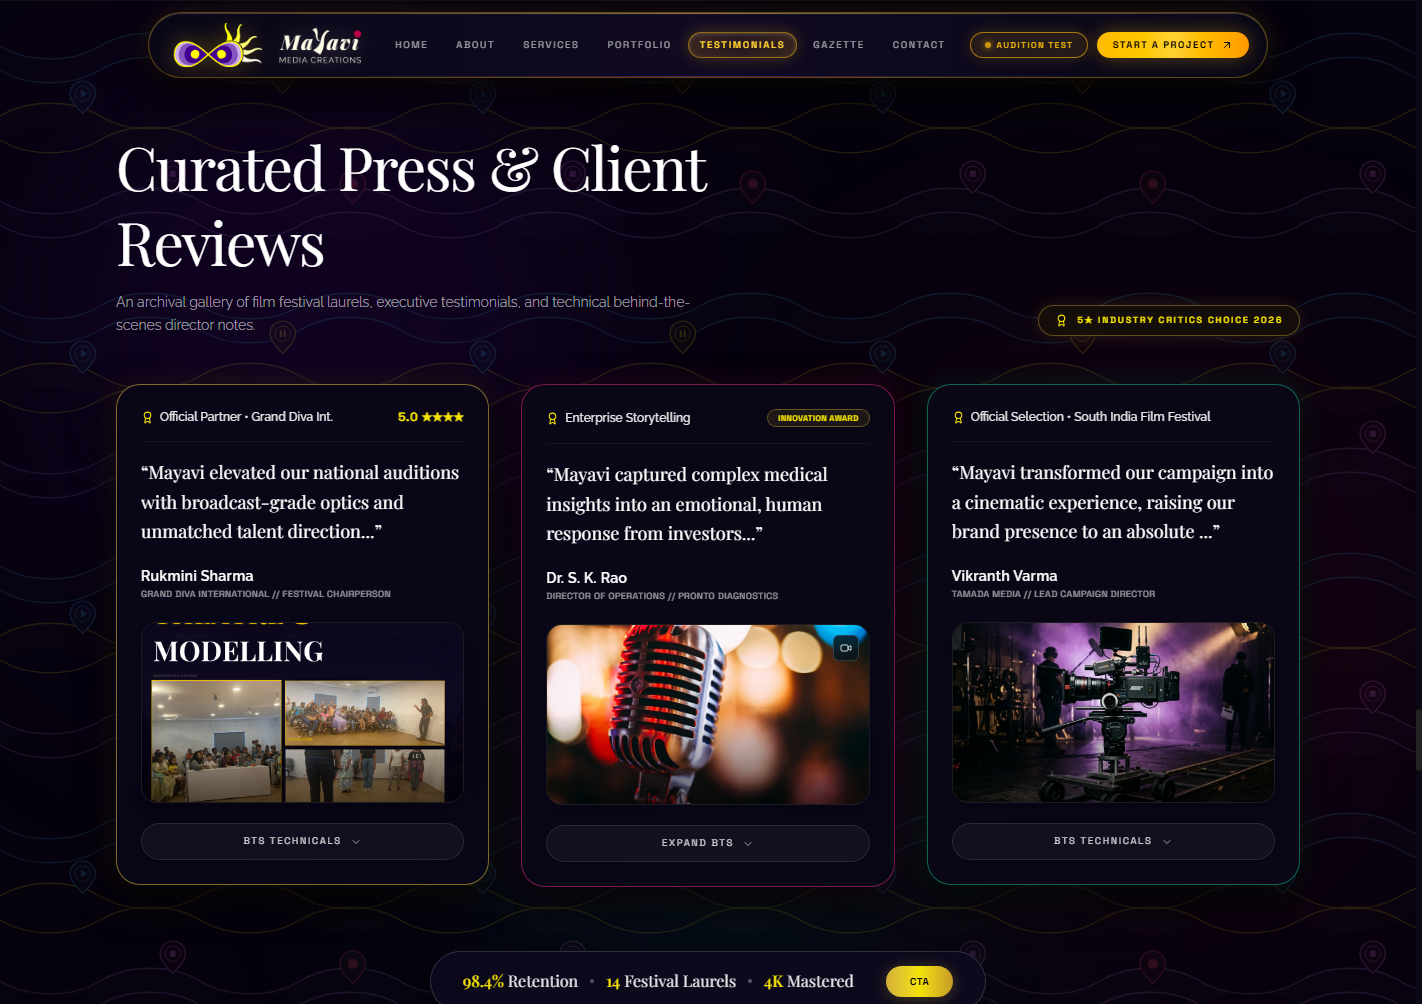 Mayavi
MEDIA CREATIONS
HOME
ABOUT
SERVICES
PORTFOLIO
TESTIMONIALS
GAZETTE
CONTACT
AUDITION TEST
START A PROJECT
Curated Press & Client
Reviews
An archival gallery of film festival laurels, executive testimonials, and technical behind-the-
scenes director notes.
5★ INDUSTRY CRITICS CHOICE 2026
Official Partner • Grand Diva Int.
5.0 ★★★★
“Mayavi elevated our national auditions
with broadcast-grade optics and
unmatched talent direction...”
Rukmini Sharma
GRAND DIVA INTERNATIONAL // FESTIVAL CHAIRPERSON
MODELLING
BTS TECHNICALS
Enterprise Storytelling
INNOVATION AWARD
“Mayavi captured complex medical
insights into an emotional, human
response from investors...”
Dr. S. K. Rao
DIRECTOR OF OPERATIONS // PRONTO DIAGNOSTICS
EXPAND BTS
Official Selection • South India Film Festival
“Mayavi transformed our campaign into
a cinematic experience, raising our
brand presence to an absolute ...”
Vikranth Varma
TAMADA MEDIA // LEAD CAMPAIGN DIRECTOR
BTS TECHNICALS
98.4% Retention • 14 Festival Laurels • 4K Mastered
CTA